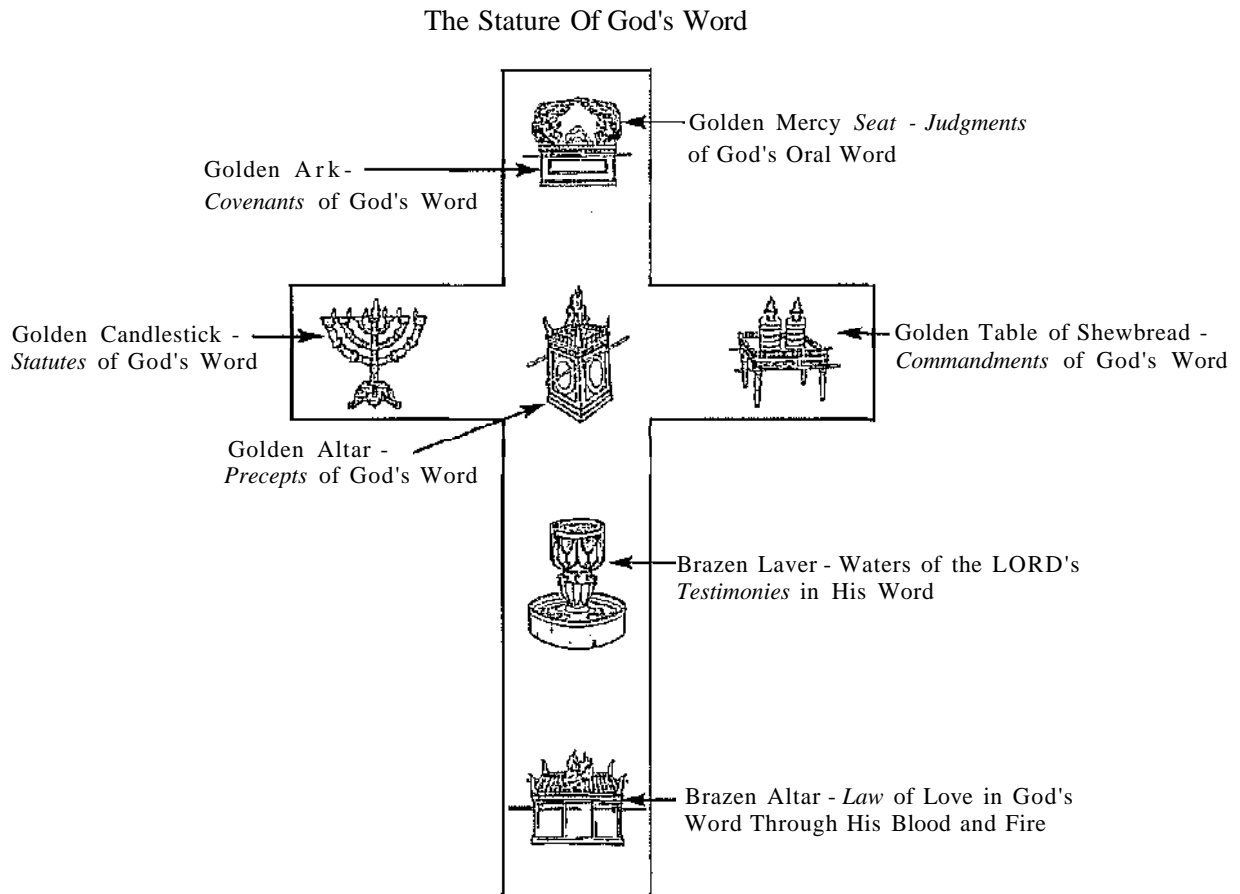 The Stature Of God's Word
Golden Mercy Seat - Judgments
of God's Oral Word
Golden Ark-
Covenants of God's Word
Golden Candlestick -
Statutes of God's Word
Golden Table of Shewbread -
Commandments of God's Word
Golden Altar -
Precepts of God's Word
Brazen Laver - Waters of the LORD's
Testimonies in His Word
Brazen Altar - Law of Love in God's
Word Through His Blood and Fire